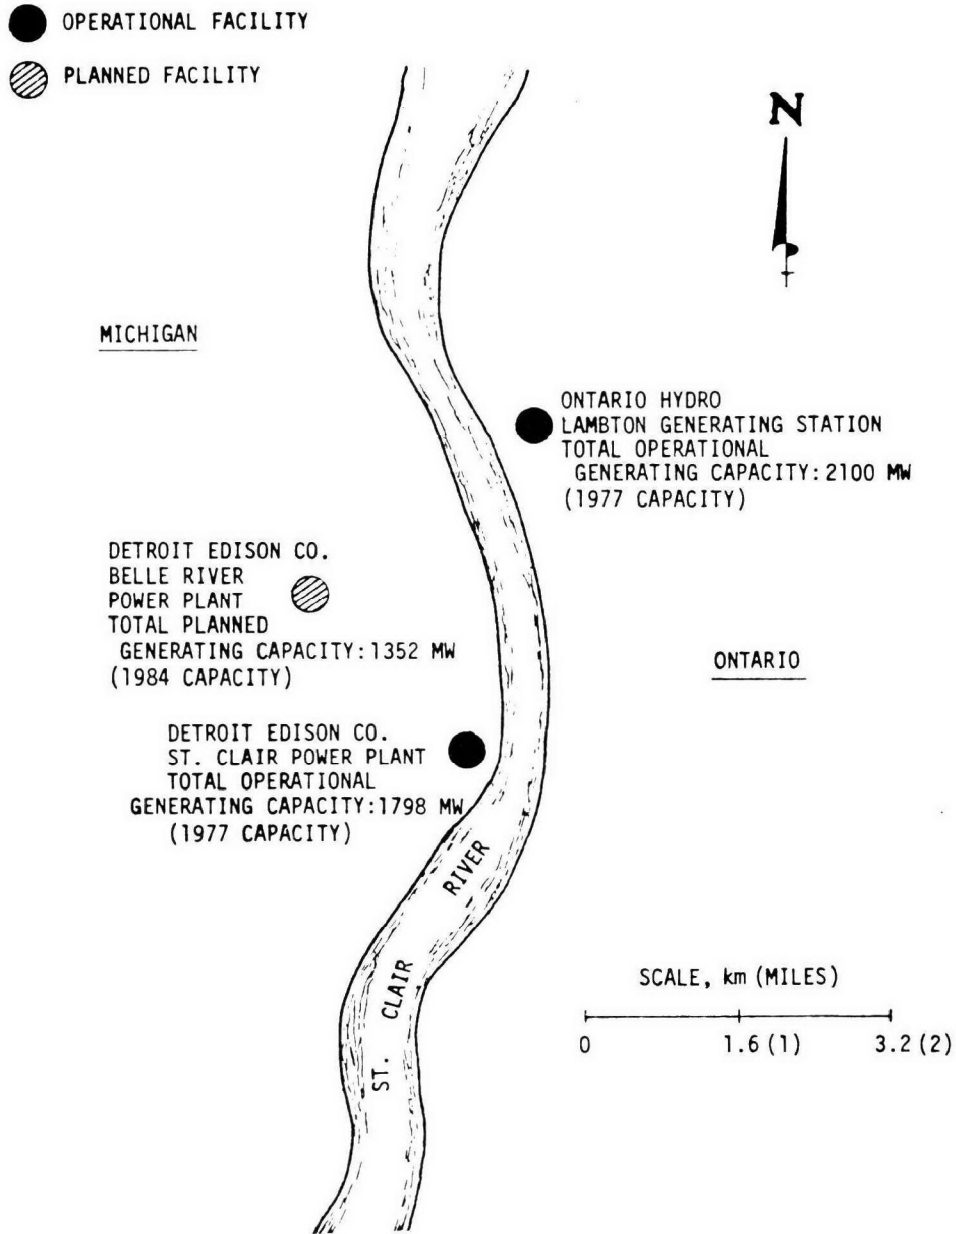 OPERATIONAL FACILITY
PLANNED FACILITY
N
MICHIGAN
ONTARIO HYDRO
LAMBTON GENERATING STATION
TOTAL OPERATIONAL
GENERATING CAPACITY: 2100 MW
(1977 CAPACITY)
DETROIT EDISON CO.
BELLE RIVER
POWER PLANT
TOTAL PLANNED
GENERATING CAPACITY: 1352 MW
(1984 CAPACITY)
ONTARIO
DETROIT EDISON CO.
ST. CLAIR POWER PLANT
TOTAL OPERATIONAL
GENERATING CAPACITY: 1798 MW
(1977 CAPACITY)
ST. CLAIR RIVER
SCALE, km (MILES)
0 1.6 (1) 3.2 (2)